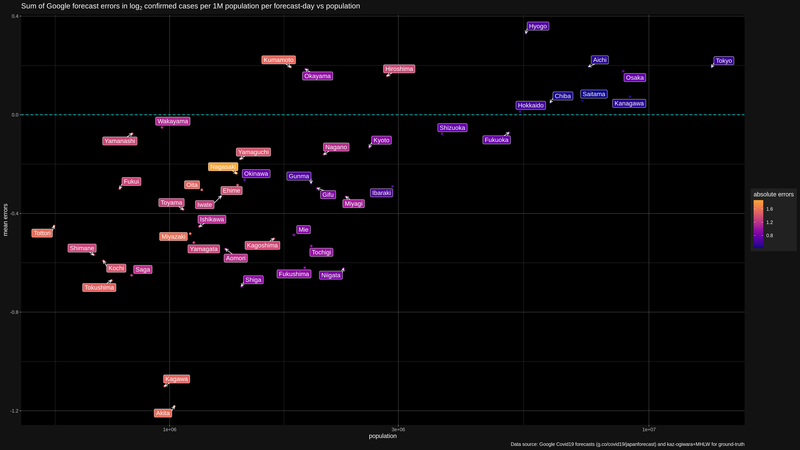 Sum of Google forecast errors in log₂ confirmed cases per 1M population per forecast-day vs population
0.4
Hyogo
Kumamoto
Aichi
Tokyo
Hiroshima
Okayama
Osaka
Chiba
Saitama
Hokkaido
Kanagawa
0.0
Wakayama
Shizuoka
Yamanashi
Kyoto
Fukuoka
Nagano
Yamaguchi
Nagasaki
Okinawa
Gunma
Fukui
Oita
Ehime
Gifu
Ibaraki
Toyama
Iwate
Miyagi
-0.4
Ishikawa
Tottori
Miyazaki
Mie
Shimane
Yamagata
Kagoshima
Tochigi
Aomori
Kochi
Saga
Fukushima
Niigata
Tokushima
Shiga
-0.8
Kagawa
Akita
-1.2
mean errors
1e+06
3e+06
1e+07
population
absolute errors
1.6
1.2
0.8
Data source: Google Covid19 forecasts (g.co/covid19/japanforecast) and kaz-ogiwara+MHLW for ground-truth